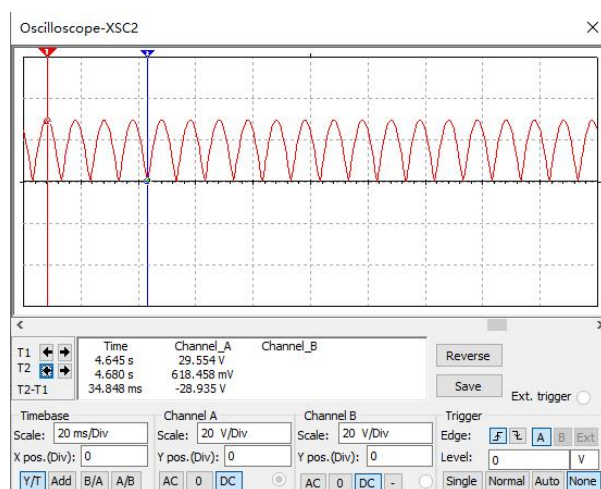 Oscilloscope-XSC2
1
2
Time Channel_A Channel_B
T1 4.645 s 29.554 V
T2 4.680 s 618.458 mV
T2-T1 34.848 ms -28.935 V
Reverse
Save
Ext. trigger
Timebase
Scale: 20 ms/Div
X pos.(Div): 0
Y/T Add B/A A/B
Channel A
Scale: 20 V/Div
Y pos.(Div): 0
AC 0 DC
Channel B
Scale: 20 V/Div
Y pos.(Div): 0
AC 0 DC -
Trigger
Edge: A B Ext
Level: 0 V
Single Normal Auto None